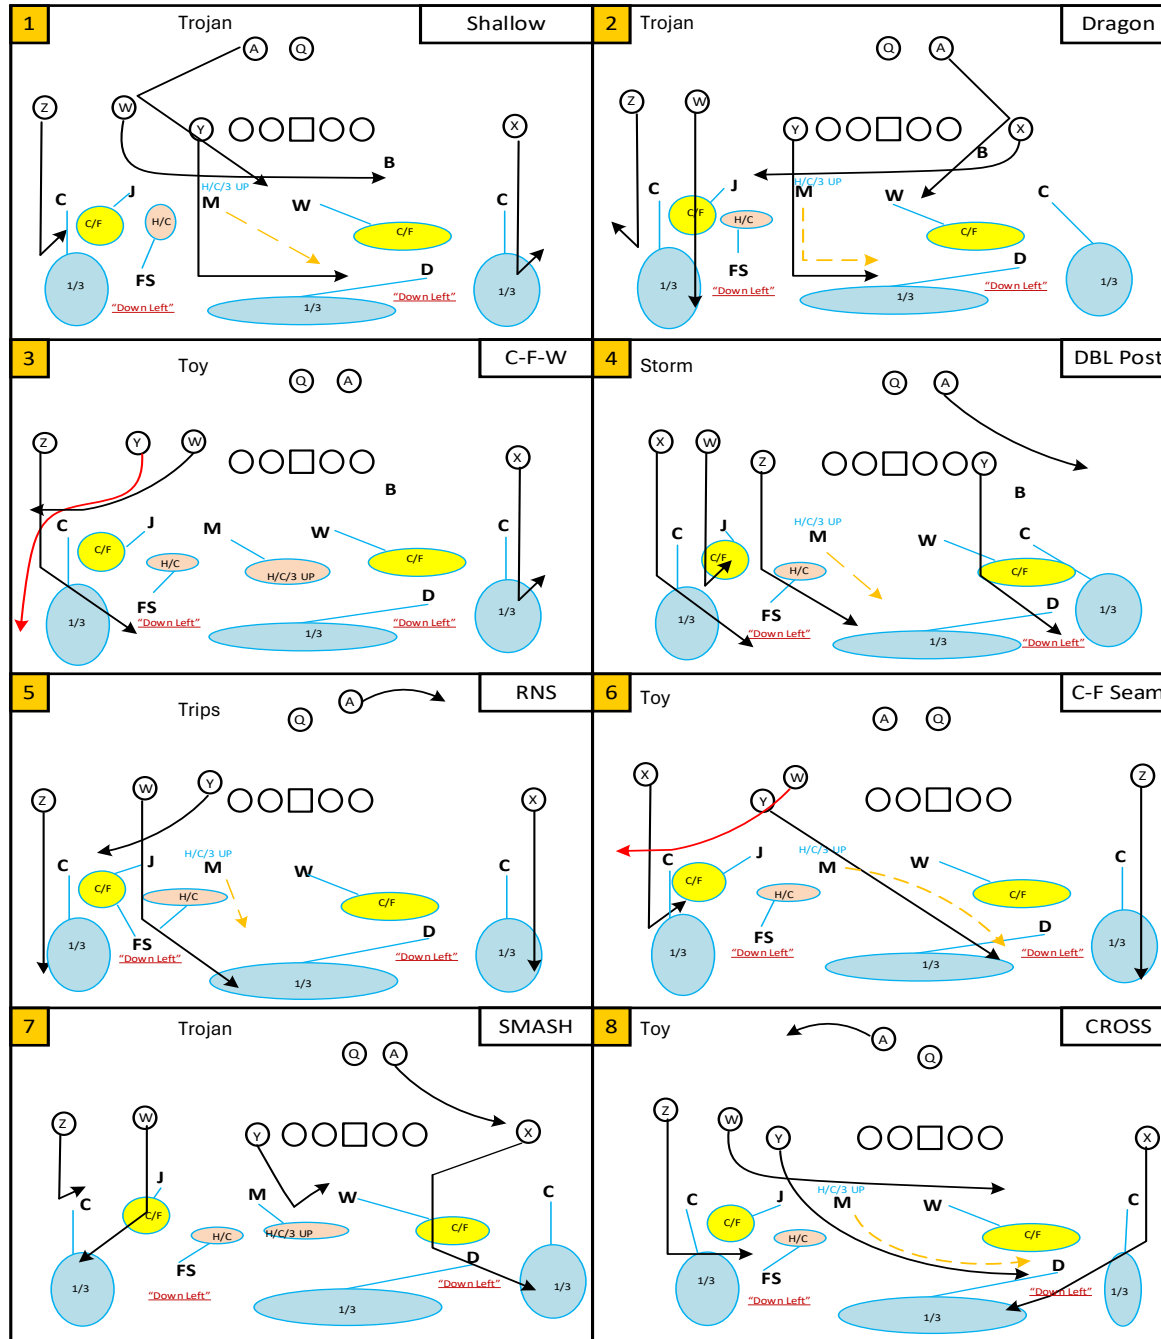 1 Trojan Shallow
A Q
Z W Y X
B
H/C/3 UP
C J M W C
C/F H/C C/F
FS D
1/3 "Down Left" 1/3 "Down Left" 1/3
2 Trojan Dragon
Q A
Z W Y X
B
H/C/3 UP
C J M W C
C/F H/C C/F
FS D
1/3 "Down Left" 1/3 "Down Left" 1/3
3 Toy C-F-W
Q A
Z Y W X
B
C J M W C
C/F H/C H/C/3 UP C/F
FS D
1/3 "Down Left" 1/3 "Down Left" 1/3
4 Storm DBL Post
Q A
X W Z Y
B
H/C/3 UP
C J M W C
C/F H/C C/F
FS D
1/3 "Down Left" 1/3 "Down Left" 1/3
5 Trips RNS
A
Q
Z W Y X
H/C/3 UP
C J M W C
C/F H/C C/F
FS D
1/3 "Down Left" 1/3 "Down Left" 1/3
6 Toy C-F Seam
A Q
X Y W Z
H/C/3 UP
C J M W C
C/F H/C C/F
FS D
1/3 "Down Left" 1/3 "Down Left" 1/3
7 Trojan SMASH
Q A
Z W Y X
C J M W C
C/F H/C H/C/3 UP C/F
FS D
1/3 "Down Left" 1/3 "Down Left" 1/3
8 Toy CROSS
A
Q
Z W Y X
H/C/3 UP
C J M W C
C/F H/C C/F
FS D
1/3 "Down Left" 1/3 "Down Left" 1/3